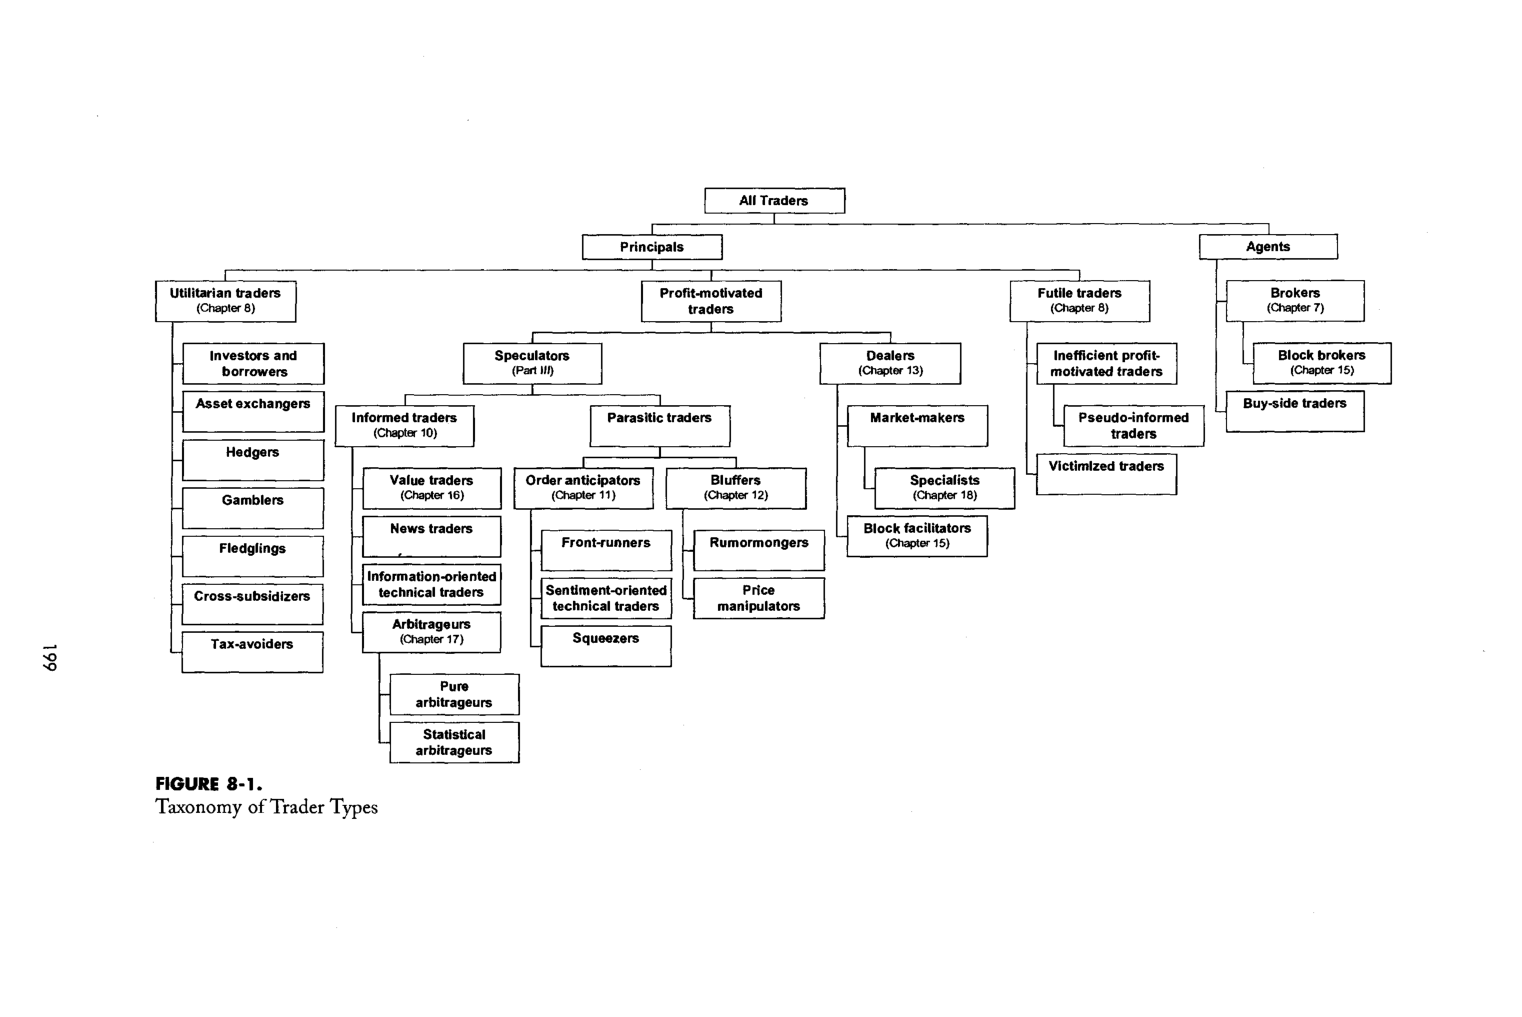 All Traders
Principals
Agents
Utilitarian traders
(Chapter 8)
Profit-motivated
traders
Futile traders
(Chapter 8)
Brokers
(Chapter 7)
Investors and
borrowers
Speculators
(Part III)
Dealers
(Chapter 13)
Inefficient profit-
motivated traders
Block brokers
(Chapter 15)
Asset exchangers
Informed traders
(Chapter 10)
Parasitic traders
Market-makers
Pseudo-informed
traders
Buy-side traders
Hedgers
Value traders
(Chapter 16)
Order anticipators
(Chapter 11)
Bluffers
(Chapter 12)
Specialists
(Chapter 18)
Victimized traders
Gamblers
News traders
Front-runners
Rumormongers
Block facilitators
(Chapter 15)
Fledglings
Information-oriented
technical traders
Sentiment-oriented
technical traders
Price
manipulators
Cross-subsidizers
Arbitrageurs
(Chapter 17)
Squeezers
Tax-avoiders
Pure
arbitrageurs
Statistical
arbitrageurs
FIGURE 8-1.
Taxonomy of Trader Types
199